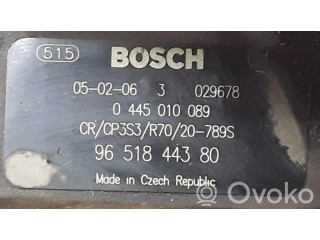 515 BOSCH
05-02-06 3 029678
0 445 010 089
CR/CP3S3/R70/20-789S
96 518 443 80
Made in Czech Republic
Ovoko